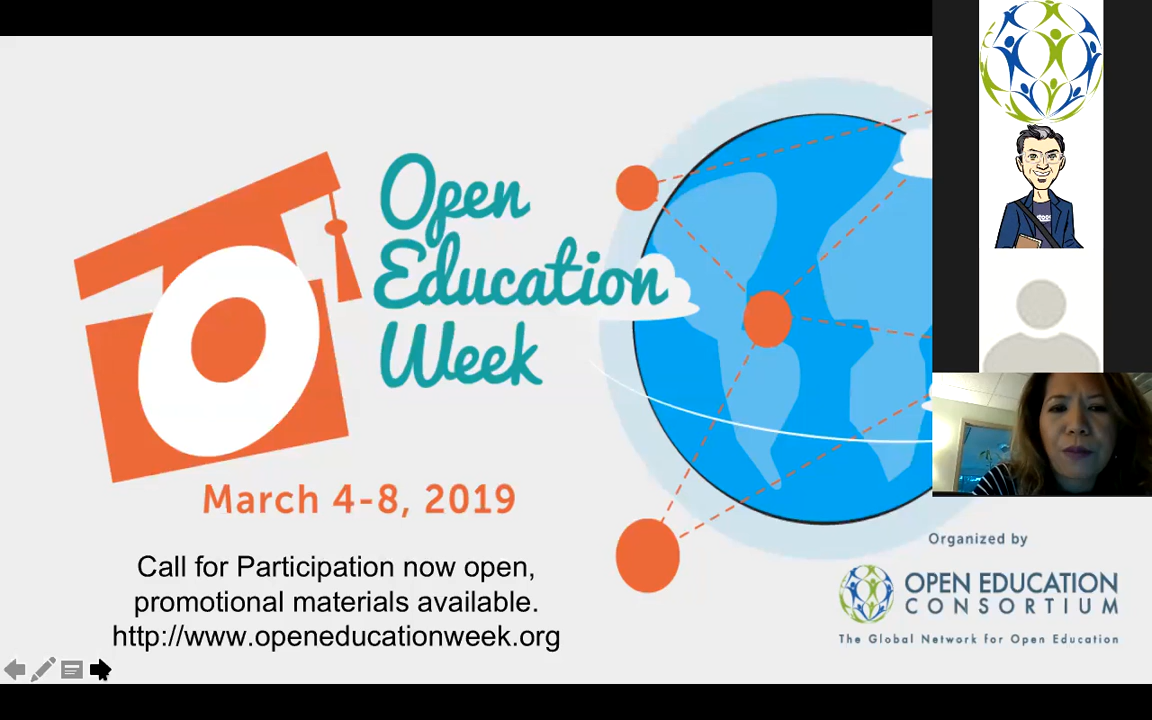 Open
Education
Week
March 4-8, 2019
Call for Participation now open,
promotional materials available.
http://www.openeducationweek.org
Organized by
OPEN EDUCATION
CONSORTIUM
The Global Network for Open Education